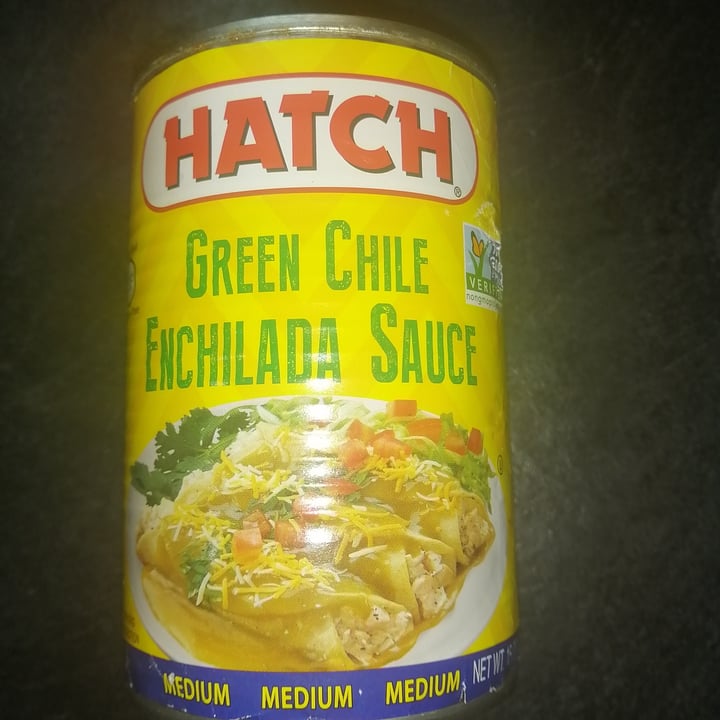 HATCH®
GREEN CHILE
ENCHILADA SAUCE
VERIFIED
MEDIUM MEDIUM MEDIUM
NET WT.